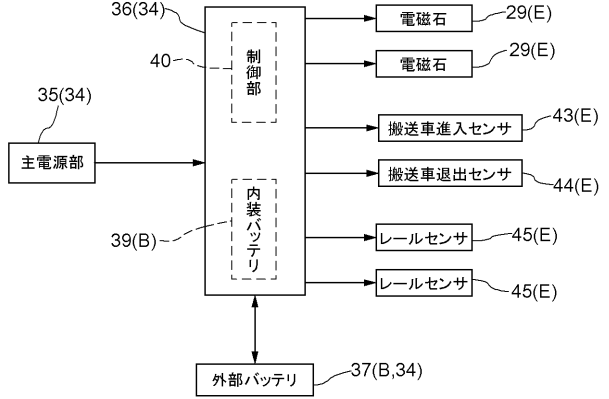 36(34)
40
制御部
35(34)
主電源部
39(B)
内装バッテリ
電磁石
29(E)
電磁石
29(E)
搬送車進入センサ
43(E)
搬送車退出センサ
44(E)
レールセンサ
45(E)
レールセンサ
45(E)
外部バッテリ
37(B,34)